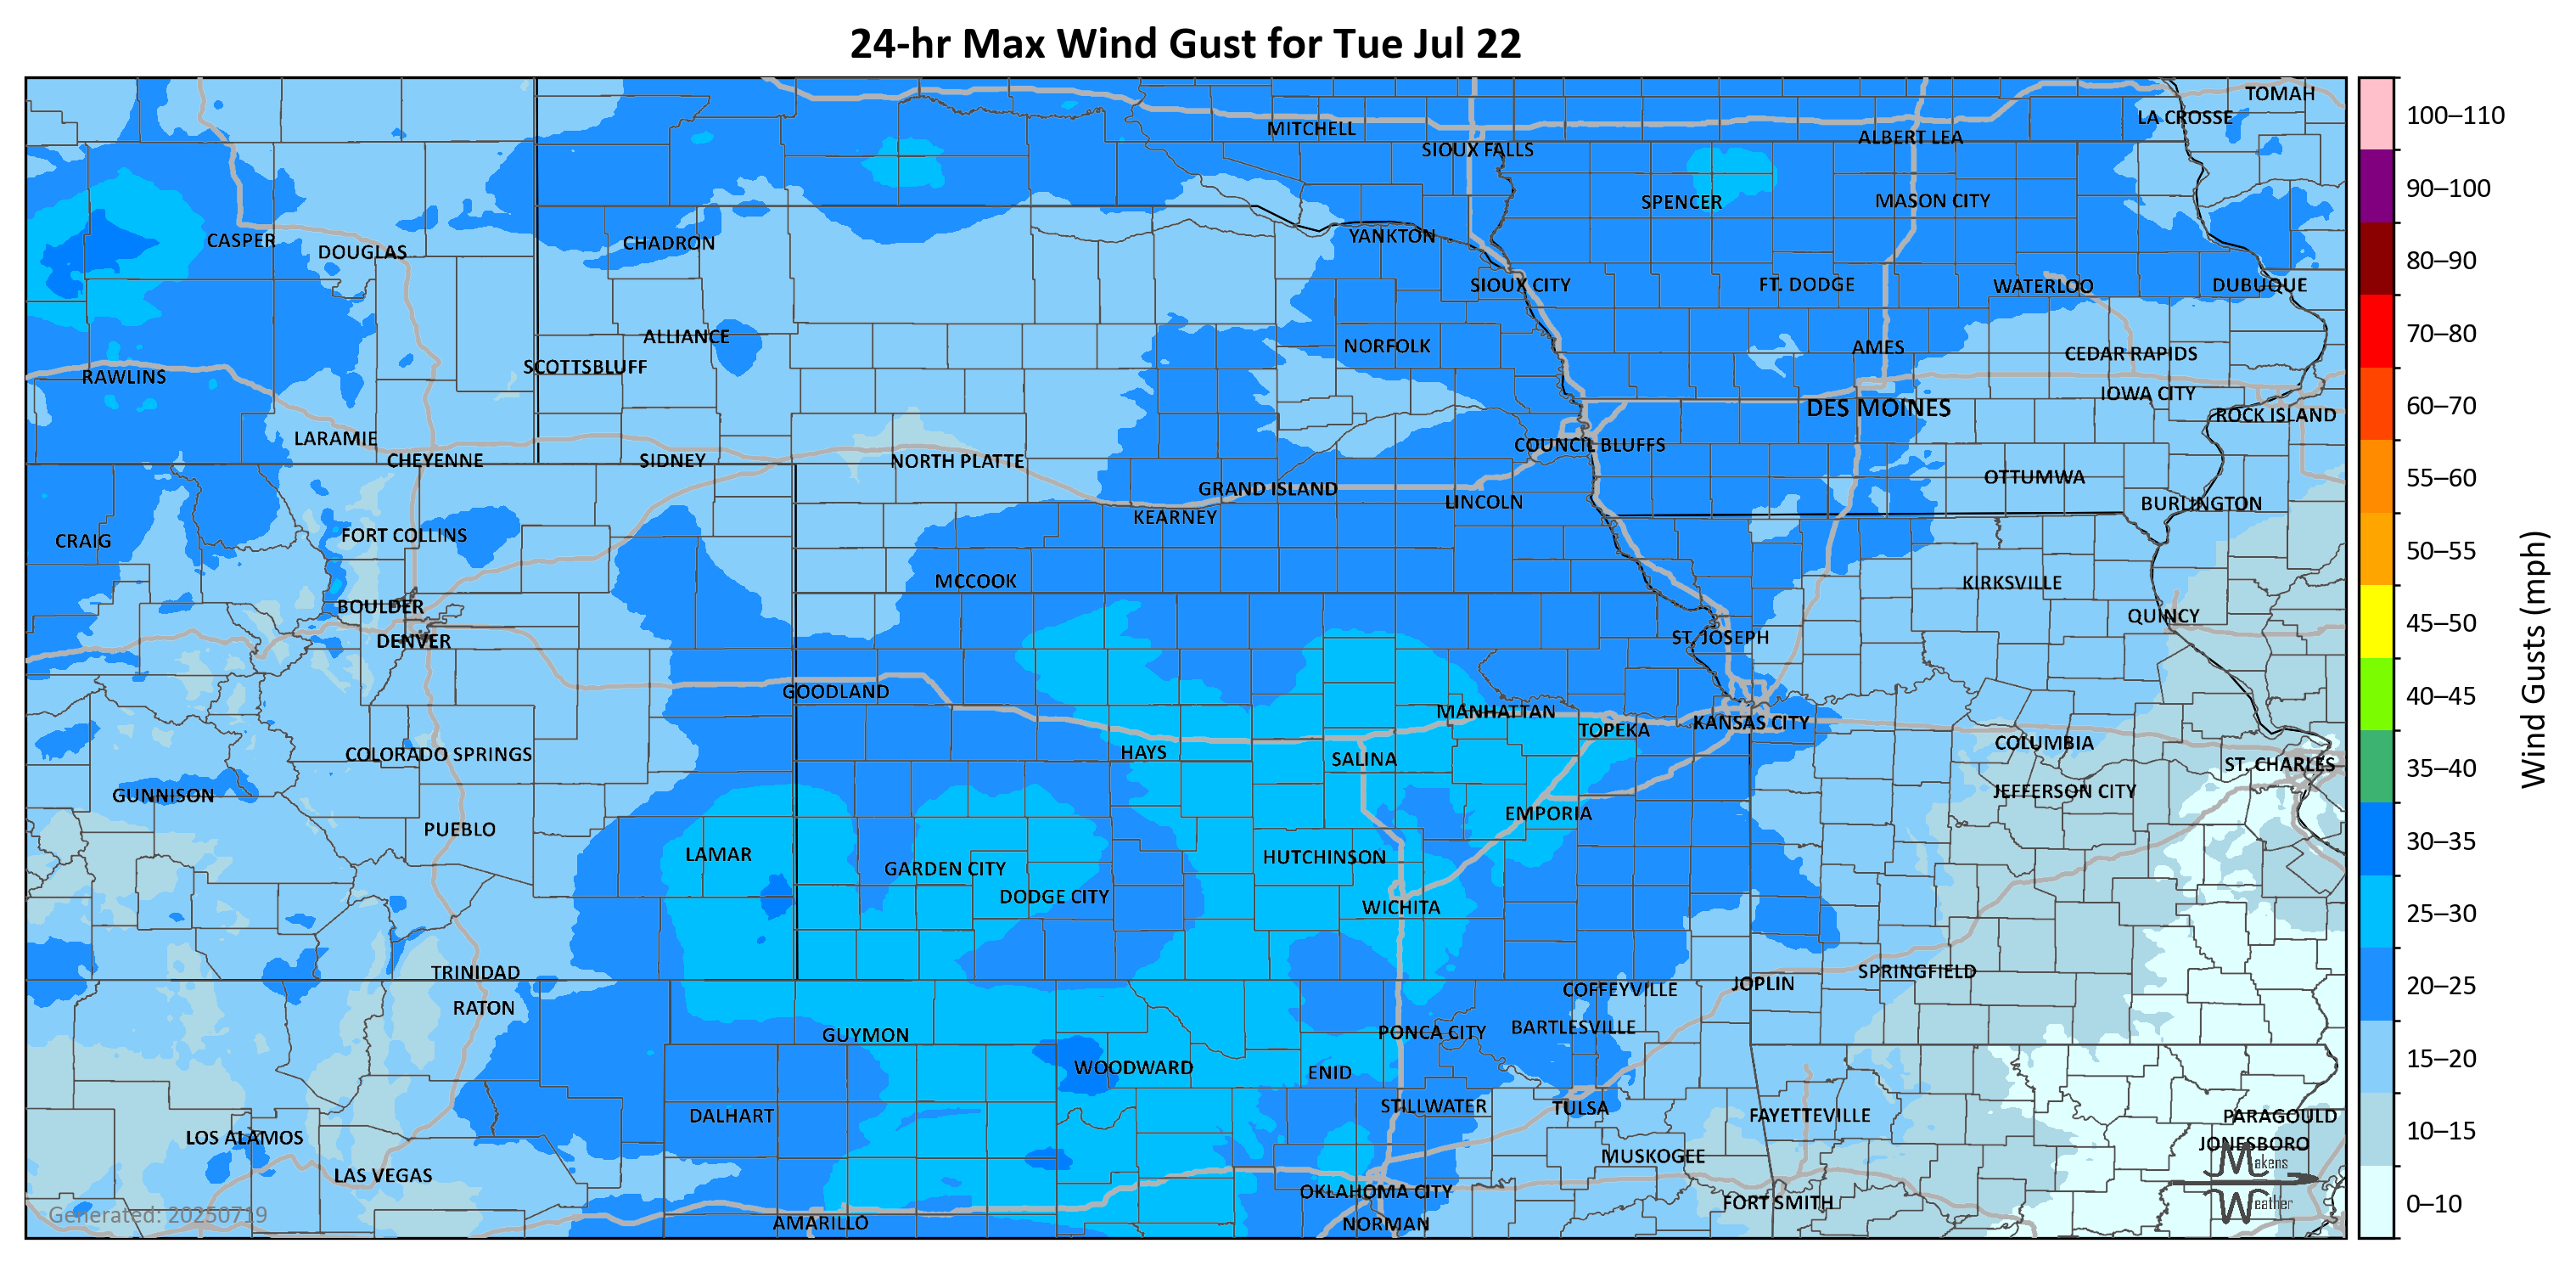 24-hr Max Wind Gust for Tue Jul 22
TOMAH
LA CROSSE
MITCHELL
ALBERT LEA
SIOUX FALLS
SPENCER
MASON CITY
CASPER
DOUGLAS
CHADRON
YANKTON
SIOUX CITY
FT. DODGE
WATERLOO
DUBUQUE
ALLIANCE
NORFOLK
AMES
CEDAR RAPIDS
SCOTTSBLUFF
RAWLINS
IOWA CITY
DES MOINES
ROCK ISLAND
LARAMIE
COUNCIL BLUFFS
CHEYENNE
SIDNEY
NORTH PLATTE
OTTUMWA
GRAND ISLAND
LINCOLN
BURLINGTON
KEARNEY
CRAIG
FORT COLLINS
MCCOOK
KIRKSVILLE
BOULDER
QUINCY
DENVER
ST. JOSEPH
GOODLAND
MANHATTAN
TOPEKA
KANSAS CITY
COLUMBIA
COLORADO SPRINGS
HAYS
SALINA
ST. CHARLES
GUNNISON
JEFFERSON CITY
EMPORIA
PUEBLO
LAMAR
HUTCHINSON
GARDEN CITY
DODGE CITY
WICHITA
TRINIDAD
SPRINGFIELD
JOPLIN
COFFEYVILLE
RATON
GUYMON
PONCA CITY
BARTLESVILLE
WOODWARD
ENID
STILLWATER
TULSA
DALHART
FAYETTEVILLE
PARAGOULD
LOS ALAMOS
JONESBORO
MUSKOGEE
LAS VEGAS
OKLAHOMA CITY
FORT SMITH
AMARILLO
NORMAN
Generated: 20250719
Makens
Weather
100–110
90–100
80–90
70–80
60–70
55–60
50–55
45–50
40–45
35–40
30–35
25–30
20–25
15–20
10–15
0–10
Wind Gusts (mph)